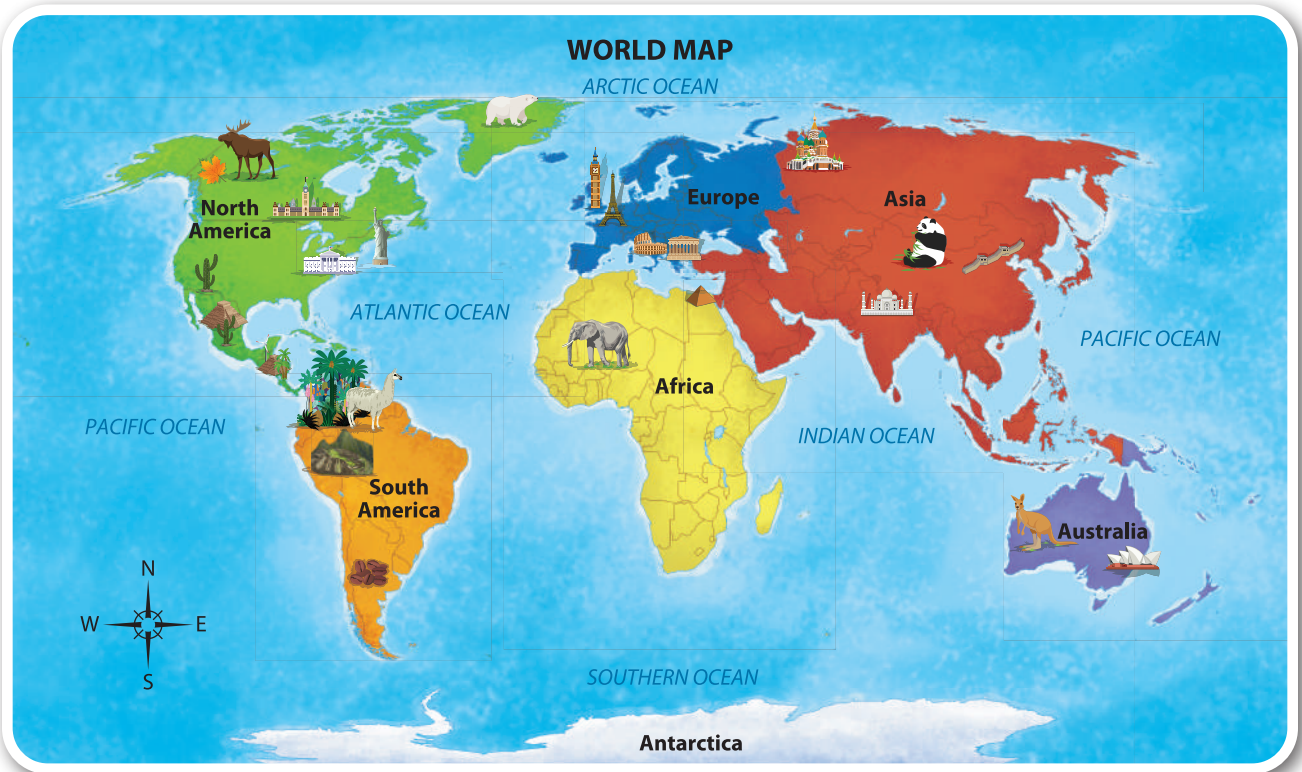 WORLD MAP
ARCTIC OCEAN
North
America
Europe
Asia
ATLANTIC OCEAN
PACIFIC OCEAN
Africa
PACIFIC OCEAN
INDIAN OCEAN
South
America
Australia
N
W
E
S
SOUTHERN OCEAN
Antarctica